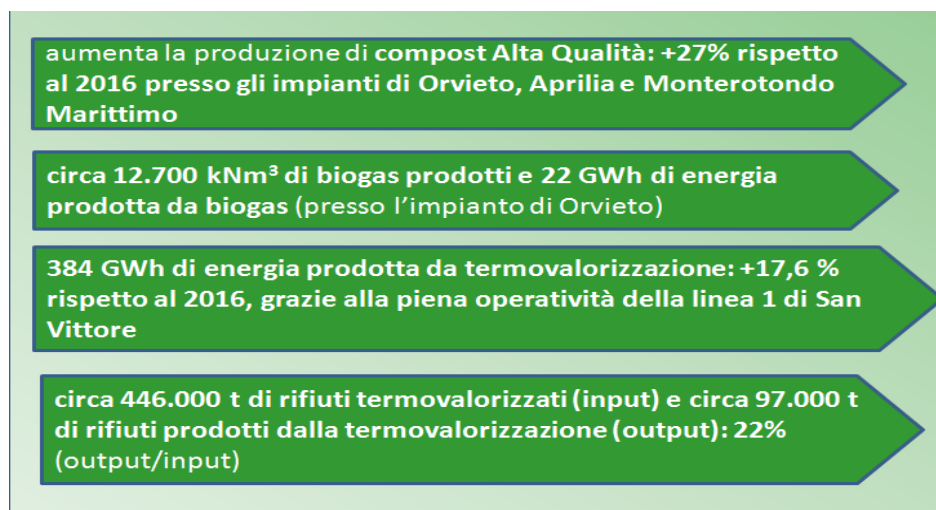 aumenta la produzione di compost Alta Qualità: +27% rispetto
al 2016 presso gli impianti di Orvieto, Aprilia e Monterotondo
Marittimo
circa 12.700 kNm³ di biogas prodotti e 22 GWh di energia
prodotta da biogas (presso l’impianto di Orvieto)
384 GWh di energia prodotta da termovalorizzazione: +17,6 %
rispetto al 2016, grazie alla piena operatività della linea 1 di San
Vittore
circa 446.000 t di rifiuti termovalorizzati (input) e circa 97.000 t
di rifiuti prodotti dalla termovalorizzazione (output): 22%
(output/input)